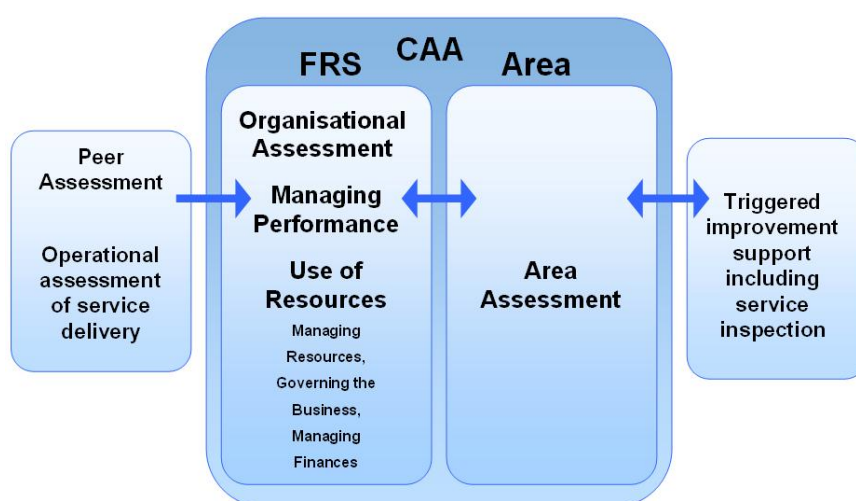 CAA
FRS
Area
Peer
Assessment
Operational
assessment
of service
delivery
Organisational
Assessment
Managing
Performance
Use of
Resources
Managing
Resources,
Governing the
Business,
Managing
Finances
Area
Assessment
Triggered
improvement
support
including
service
inspection